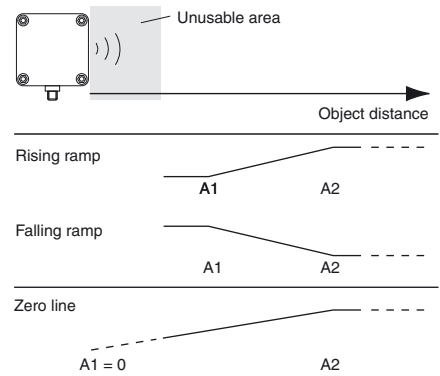 Unusable area
Object distance
Rising ramp
A1 A2
Falling ramp
A1 A2
Zero line
A1 = 0 A2